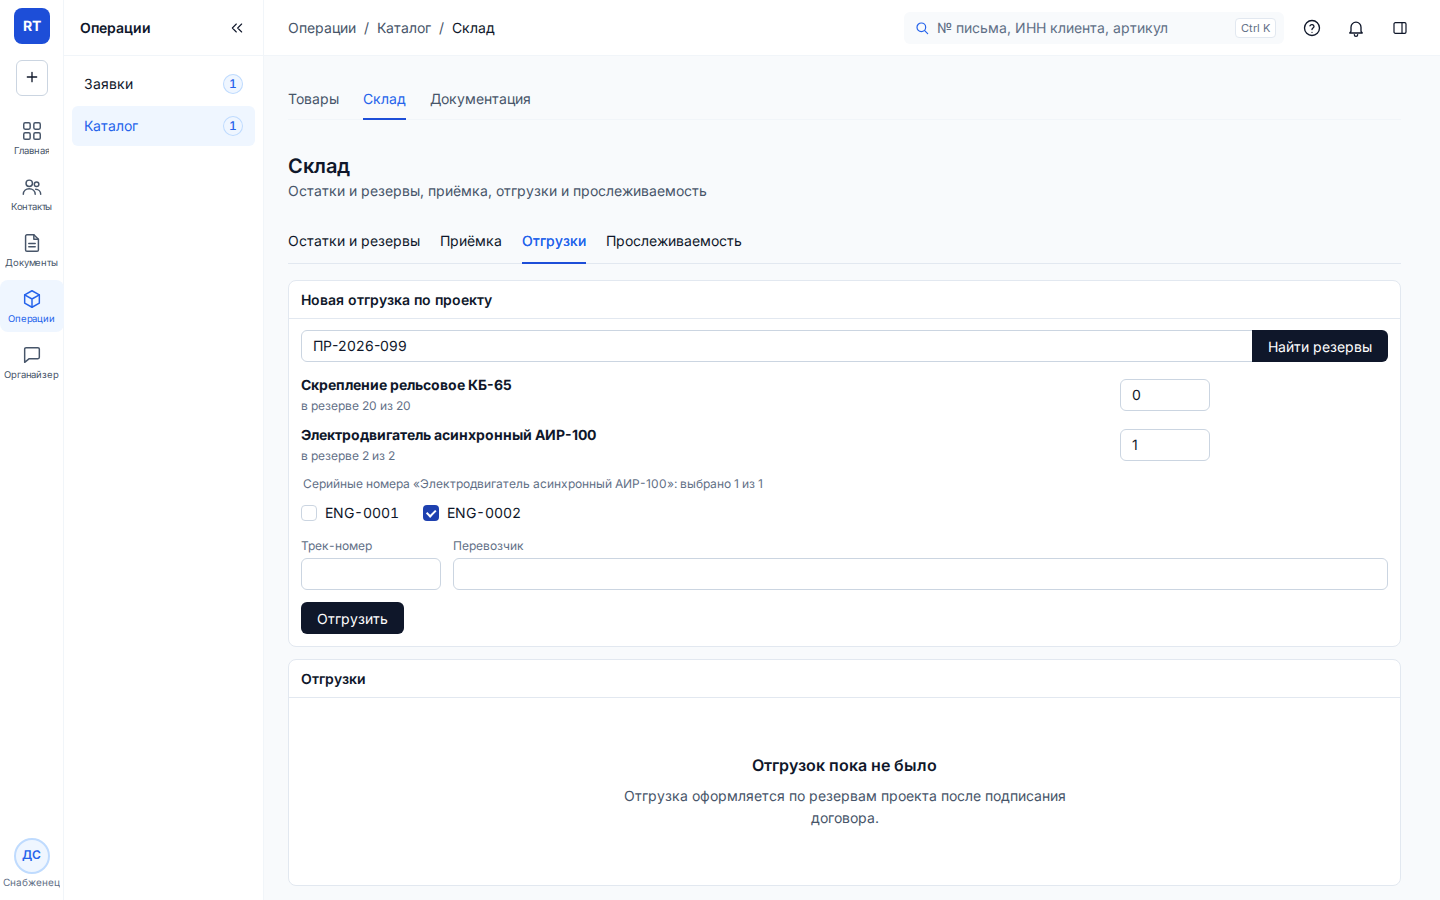 RT
Операции
Операции / Каталог / Склад
№ письма, ИНН клиента, артикул
Ctrl K
Главная
Контакты
Документы
Операции
Органайзер
ДС
Снабженец
Заявки 1
Каталог 1
Товары
Склад
Документация
Склад
Остатки и резервы, приёмка, отгрузки и прослеживаемость
Остатки и резервы
Приёмка
Отгрузки
Прослеживаемость
Новая отгрузка по проекту
ПР-2026-099
Найти резервы
Скрепление рельсовое КБ-65
в резерве 20 из 20
0
Электродвигатель асинхронный АИР-100
в резерве 2 из 2
1
Серийные номера «Электродвигатель асинхронный АИР-100»: выбрано 1 из 1
ENG-0001
ENG-0002
Трек-номер
Перевозчик
Отгрузить
Отгрузки
Отгрузок пока не было
Отгрузка оформляется по резервам проекта после подписания
договора.